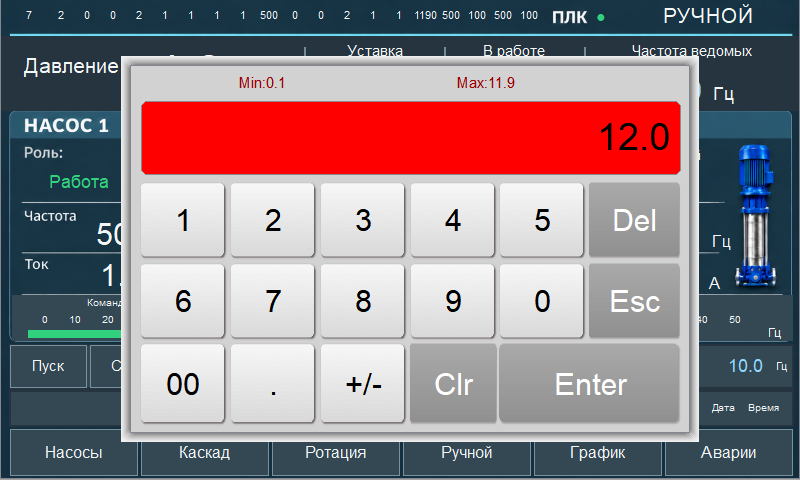 7 2 0 0 2 1 1 1 1 500 0 0 2 1 1 1190 500 100 500 100 ПЛК РУЧНОЙ
Уставка В работе Частота ведомых
Давление
Гц
Min:0.1 Max:11.9
12.0
НАСОС 1
Роль:
Работа
1 2 3 4 5 Del
Частота
Гц
Ток
А
6 7 8 9 0 Esc
0 10 20 50
Гц
Пуск
00 . +/- Clr Enter
10.0 Гц
Дата Время
Насосы Каскад Ротация Ручной График Аварии